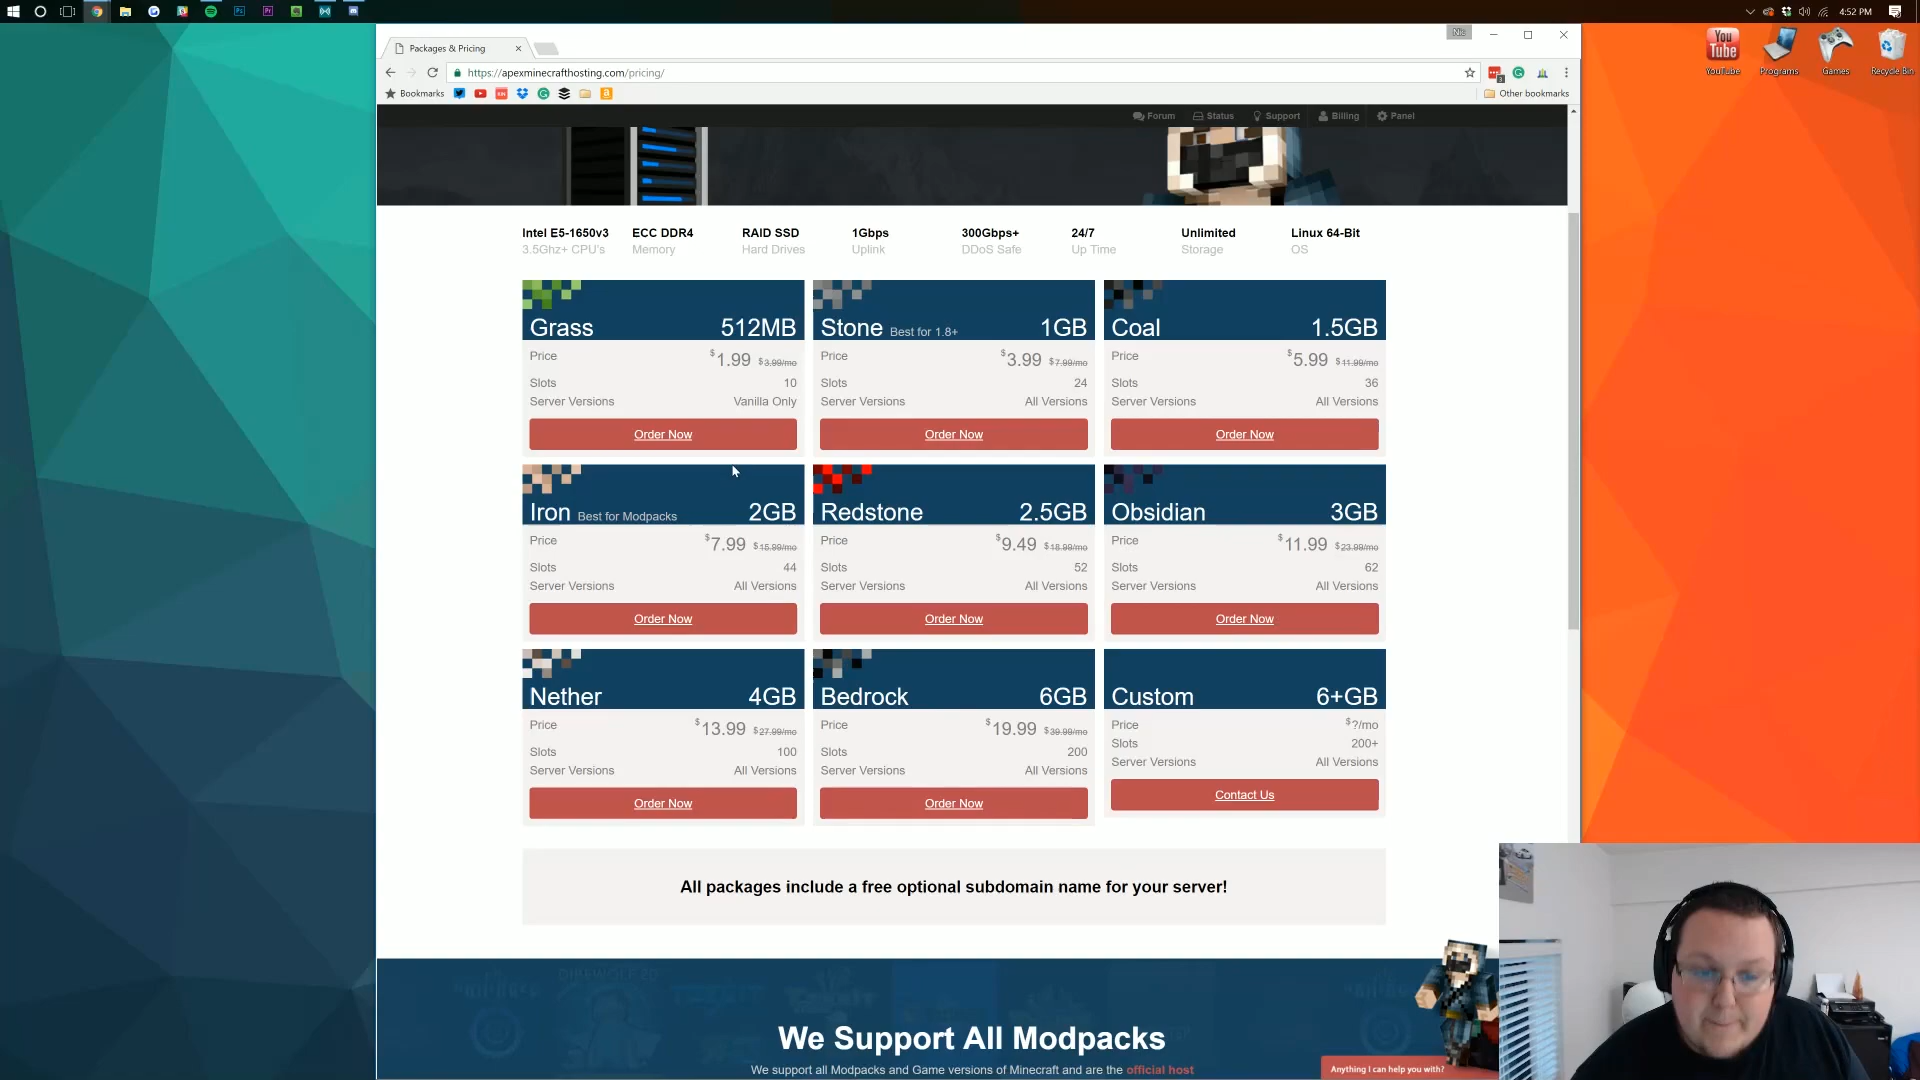 4:52 PM
Nic
Packages & Pricing
https://apexminecrafthosting.com/pricing/
Bookmarks
Other bookmarks
You
Tube
YouTube
Programs
Games
Recycle Bin
Forum Status Support Billing Panel
Intel E5-1650v3 ECC DDR4 RAID SSD 1Gbps 300Gbps+ 24/7 Unlimited Linux 64-Bit
3.5Ghz+ CPU's Memory Hard Drives Uplink DDoS Safe Up Time Storage OS
Grass 512MB
Price $1.99 $3.99/mo
Slots 10
Server Versions Vanilla Only
Order Now
Stone Best for 1.8+ 1GB
Price $3.99 $7.99/mo
Slots 24
Server Versions All Versions
Order Now
Coal 1.5GB
Price $5.99 $11.99/mo
Slots 36
Server Versions All Versions
Order Now
Iron Best for Modpacks 2GB
Price $7.99 $15.99/mo
Slots 44
Server Versions All Versions
Order Now
Redstone 2.5GB
Price $9.49 $18.99/mo
Slots 52
Server Versions All Versions
Order Now
Obsidian 3GB
Price $11.99 $23.99/mo
Slots 62
Server Versions All Versions
Order Now
Nether 4GB
Price $13.99 $27.99/mo
Slots 100
Server Versions All Versions
Order Now
Bedrock 6GB
Price $19.99 $39.99/mo
Slots 200
Server Versions All Versions
Order Now
Custom 6+GB
Price $?/mo
Slots 200+
Server Versions All Versions
Contact Us
All packages include a free optional subdomain name for your server!
We Support All Modpacks
We support all Modpacks and Game versions of Minecraft and are the official host
Anything I can help you with?